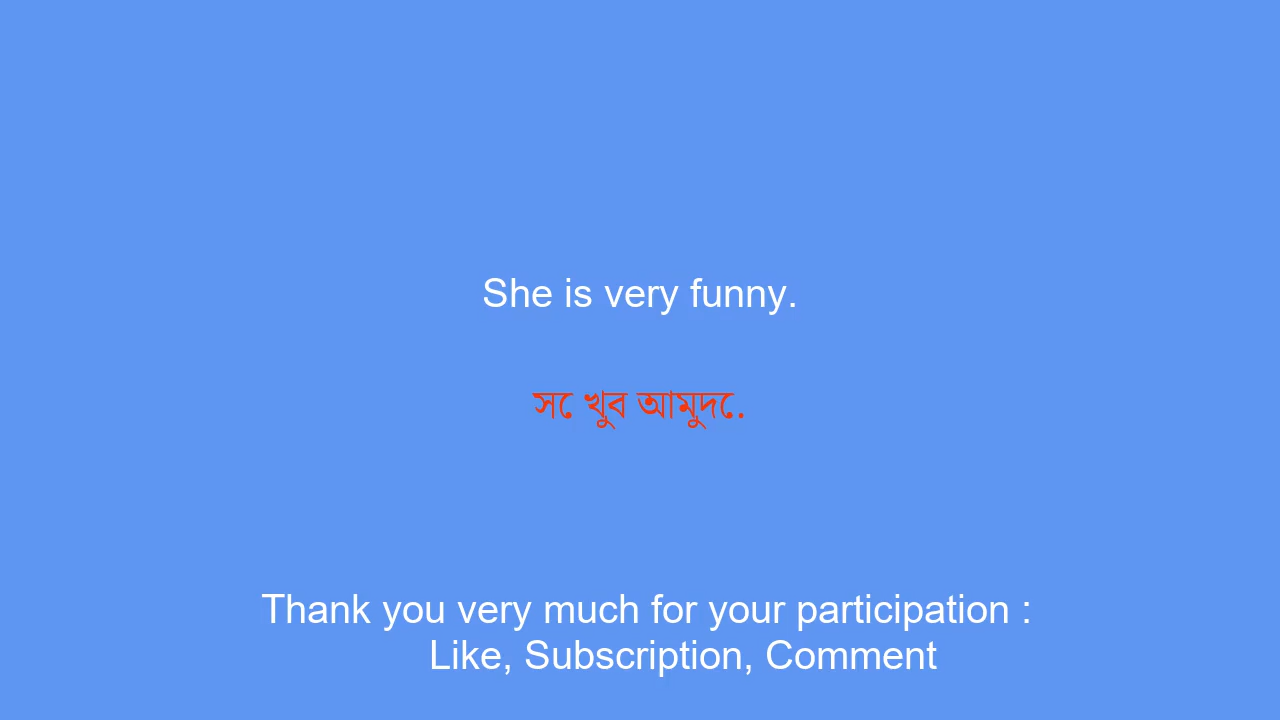 She is very funny.
সে খুব আমুদে.
Thank you very much for your participation :
Like, Subscription, Comment